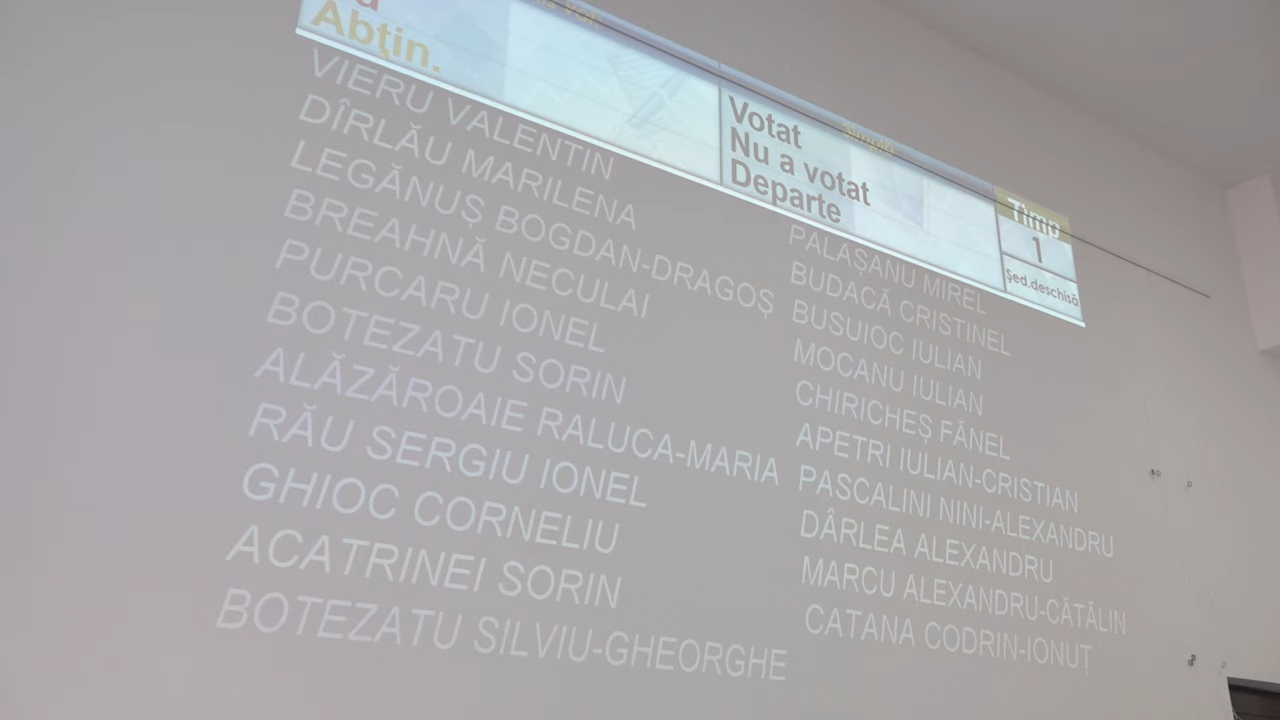 Abţin.
Votat
Nu a votat
Departe
Simplă
Timp
1
Şed.deschisă
VIERU VALENTIN
DÎRLĂU MARILENA
LEGĂNUȘ BOGDAN-DRAGOȘ
BREAHNĂ NECULAI
PURCARU IONEL
BOTEZATU SORIN
ALĂZĂROAIE RALUCA-MARIA
RĂU SERGIU IONEL
GHIOC CORNELIU
ACATRINEI SORIN
BOTEZATU SILVIU-GHEORGHE
PALAȘANU MIREL
BUDACĂ CRISTINEL
BUSUIOC IULIAN
MOCANU IULIAN
CHIRICHEȘ FĂNEL
APETRI IULIAN-CRISTIAN
PASCALINI NINI-ALEXANDRU
DÂRLEA ALEXANDRU
MARCU ALEXANDRU-CĂTĂLIN
CATANA CODRIN-IONUȚ